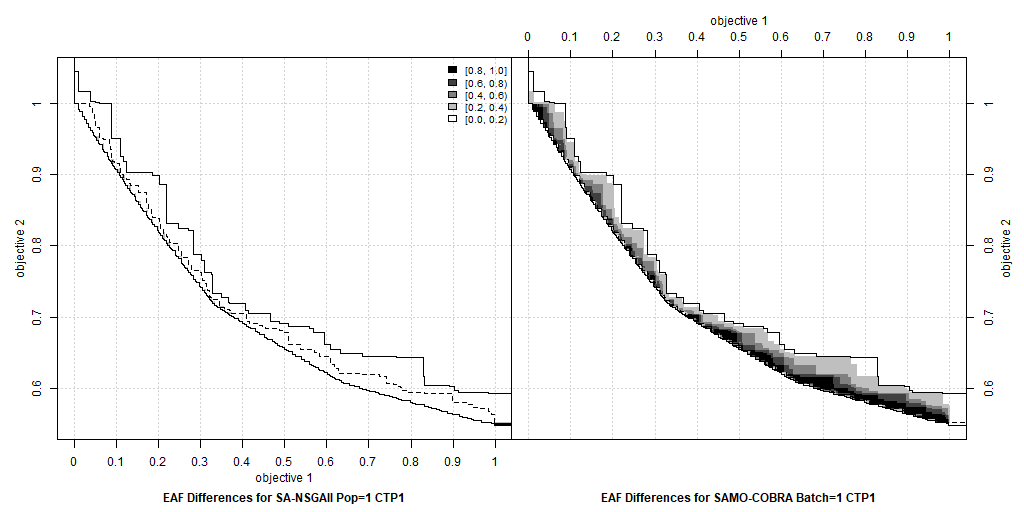 objective 1
0 0.1 0.2 0.3 0.4 0.5 0.6 0.7 0.8 0.9 1
[0.8, 1.0]
[0.6, 0.8)
[0.4, 0.6)
[0.2, 0.4)
[0.0, 0.2)
1
0.9
0.8
0.7
0.6
objective 2
1
0.9
0.8
0.7
0.6
objective 2
0 0.1 0.2 0.3 0.4 0.5 0.6 0.7 0.8 0.9 1
objective 1
EAF Differences for SA-NSGAII Pop=1 CTP1
EAF Differences for SAMO-COBRA Batch=1 CTP1